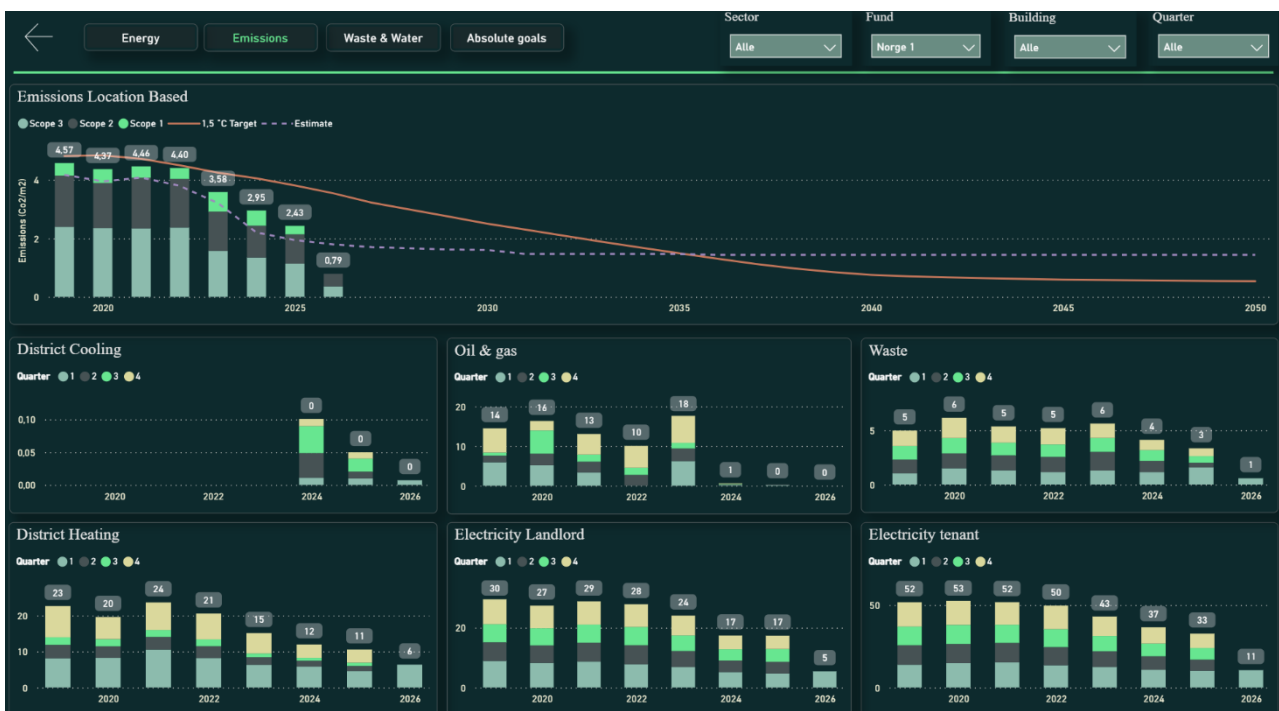 Sector Fund Building Quarter
Energy Emissions Waste & Water Absolute goals
Alle Norge 1 Alle Alle
Emissions Location Based
Scope 3 Scope 2 Scope 1 1,5 °C Target Estimate
4,57 4,37 4,46 4,40 3,58 2,95 2,43 0,79
Emissions (Co2/m2)
4
2
0
2020 2025 2030 2035 2040 2045 2050
District Cooling
Quarter 1 2 3 4
0 0 0
0,10
0,05
0,00
2020 2022 2024 2026
Oil & gas
Quarter 1 2 3 4
14 16 13 10 18 1 0 0
20
10
0
2020 2022 2024 2026
Waste
Quarter 1 2 3 4
5 6 5 5 6 4 3 1
5
0
2020 2022 2024 2026
District Heating
Quarter 1 2 3 4
23 20 24 21 15 12 11 6
20
10
0
2020 2022 2024 2026
Electricity Landlord
Quarter 1 2 3 4
30 27 29 28 24 17 17 5
20
0
2020 2022 2024 2026
Electricity tenant
Quarter 1 2 3 4
52 53 52 50 43 37 33 11
50
0
2020 2022 2024 2026